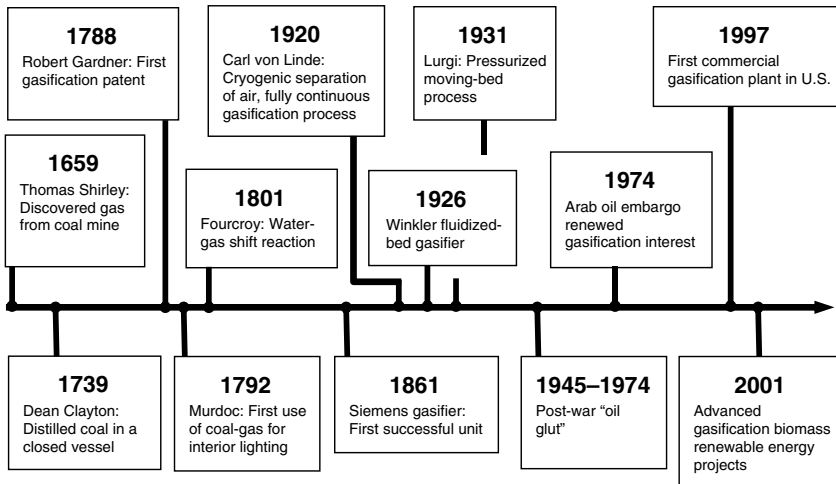 1788
Robert Gardner: First
gasification patent
1920
Carl von Linde:
Cryogenic separation
of air, fully continuous
gasification process
1931
Lurgi: Pressurized
moving-bed
process
1997
First commercial
gasification plant in U.S.
1659
Thomas Shirley:
Discovered gas
from coal mine
1801
Fourcroy: Water-
gas shift reaction
1926
Winkler fluidized-
bed gasifier
1974
Arab oil embargo
renewed
gasification interest
1739
Dean Clayton:
Distilled coal in a
closed vessel
1792
Murdoc: First use
of coal-gas for
interior lighting
1861
Siemens gasifier:
First successful unit
1945–1974
Post-war “oil
glut”
2001
Advanced
gasification biomass
renewable energy
projects